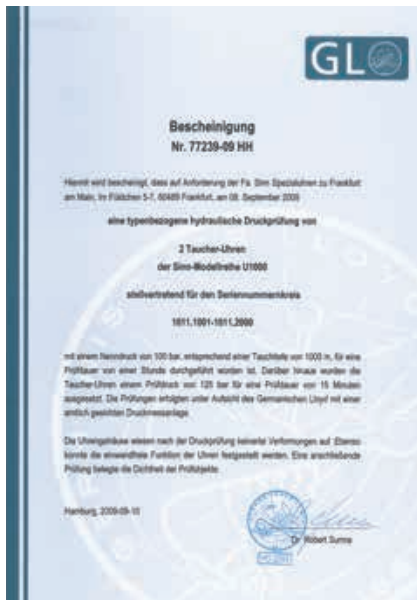 GL
Bescheinigung
Nr. 77239-09 HH
Hiermit wird bescheinigt, dass auf Anforderung der Fa. Sinn Spezialuhren zu Frankfurt
am Main, Im Füldchen 5-7, 60489 Frankfurt, am 08. September 2009
eine typenbezogene hydraulische Druckprüfung von
2 Taucher-Uhren
der Sinn-Modellreihe U1000
stellvertretend für den Seriennummernkreis
1011.1001-1011.2000
mit einem Nenndruck von 100 bar, entsprechend einer Tauchtiefe von 1000 m, für eine
Prüfdauer von einer Stunde durchgeführt worden ist. Darüber hinaus wurden die
Taucher-Uhren einem Prüfdruck von 125 bar für eine Prüfdauer von 15 Minuten
ausgesetzt. Die Prüfungen erfolgten unter Aufsicht des Germanischen Lloyd mit einer
amtlich geeichten Druckmessanlage.
Die Uhrengehäuse wiesen nach der Druckprüfung keinerlei Verformungen auf. Ebenso
konnte die einwandfreie Funktion der Uhren festgestellt werden. Eine anschließende
Prüfung belegte die Dichtheit der Prüfobjekte.
Hamburg, 2009-09-10
Dr. Robert